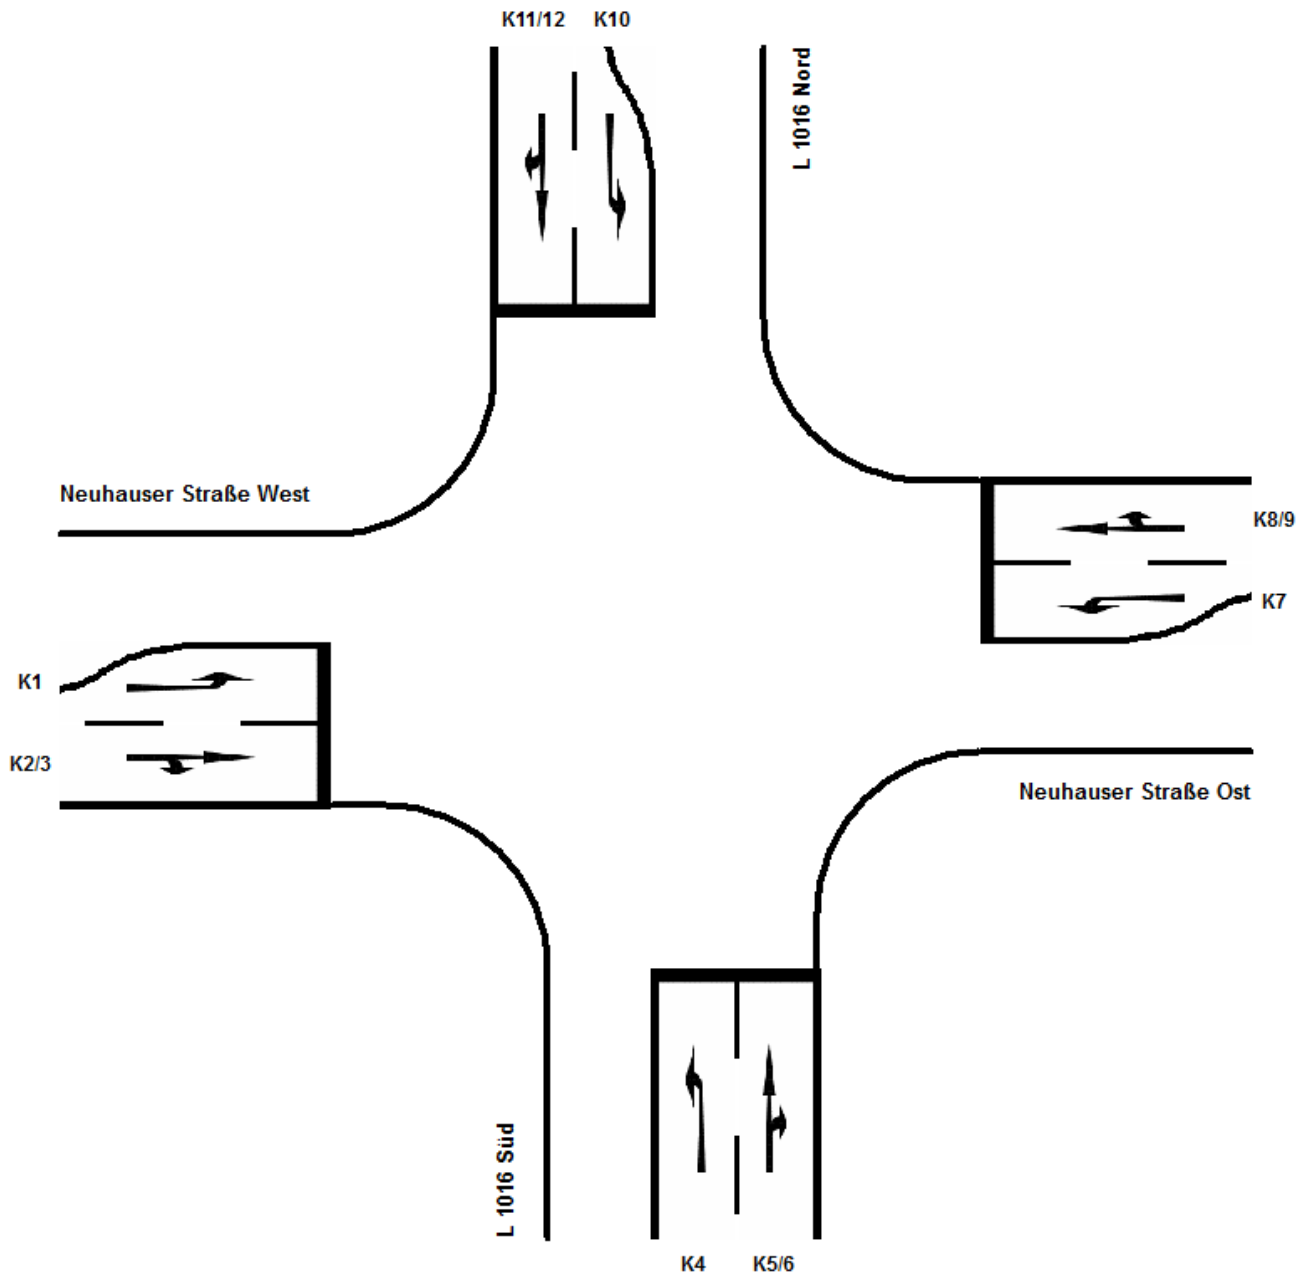 K11/12 K10
L 1016 Nord
Neuhauser Straße West
K8/9
K7
K1
K2/3
Neuhauser Straße Ost
L 1016 Süd
K4 K5/6